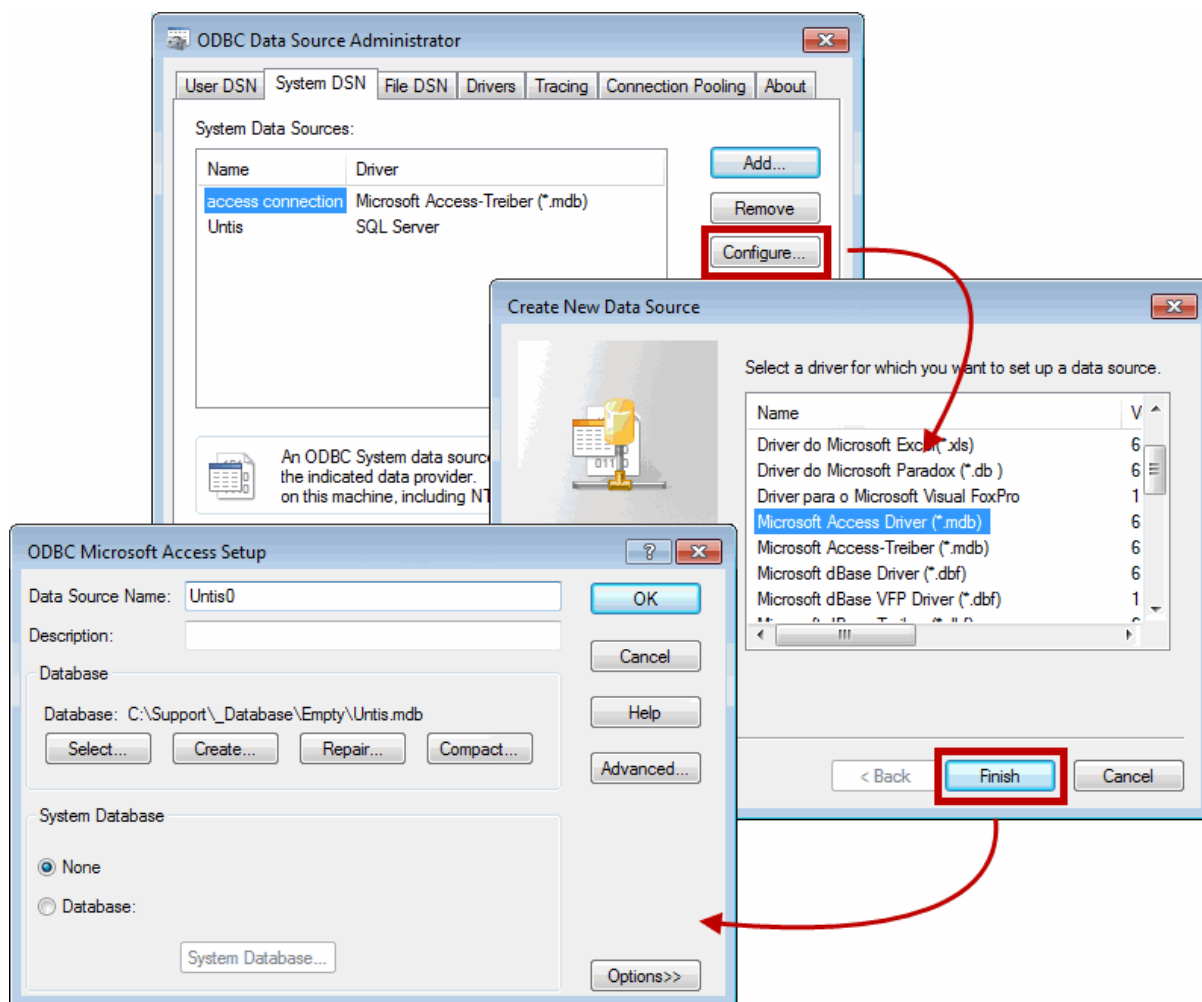 ODBC Data Source Administrator
User DSN System DSN File DSN Drivers Tracing Connection Pooling About
System Data Sources:
Name Driver
access connection Microsoft Access-Treiber (*.mdb)
Untis SQL Server
Add...
Remove
Configure...
An ODBC System data sourc
the indicated data provider.
on this machine, including NT
Create New Data Source
Select a driver for which you want to set up a data source.
Name V
Driver do Microsoft Excel(*.xls) 6
Driver do Microsoft Paradox (*.db ) 6
Driver para o Microsoft Visual FoxPro 1
Microsoft Access Driver (*.mdb) 6
Microsoft Access-Treiber (*.mdb) 6
Microsoft dBase Driver (*.dbf) 6
Microsoft dBase VFP Driver (*.dbf) 1
< Back Finish Cancel
ODBC Microsoft Access Setup
Data Source Name: Untis0
Description:
Database
Database: C:\Support\_Database\Empty\Untis.mdb
Select... Create... Repair... Compact...
System Database
None
Database:
System Database...
OK
Cancel
Help
Advanced...
Options>>